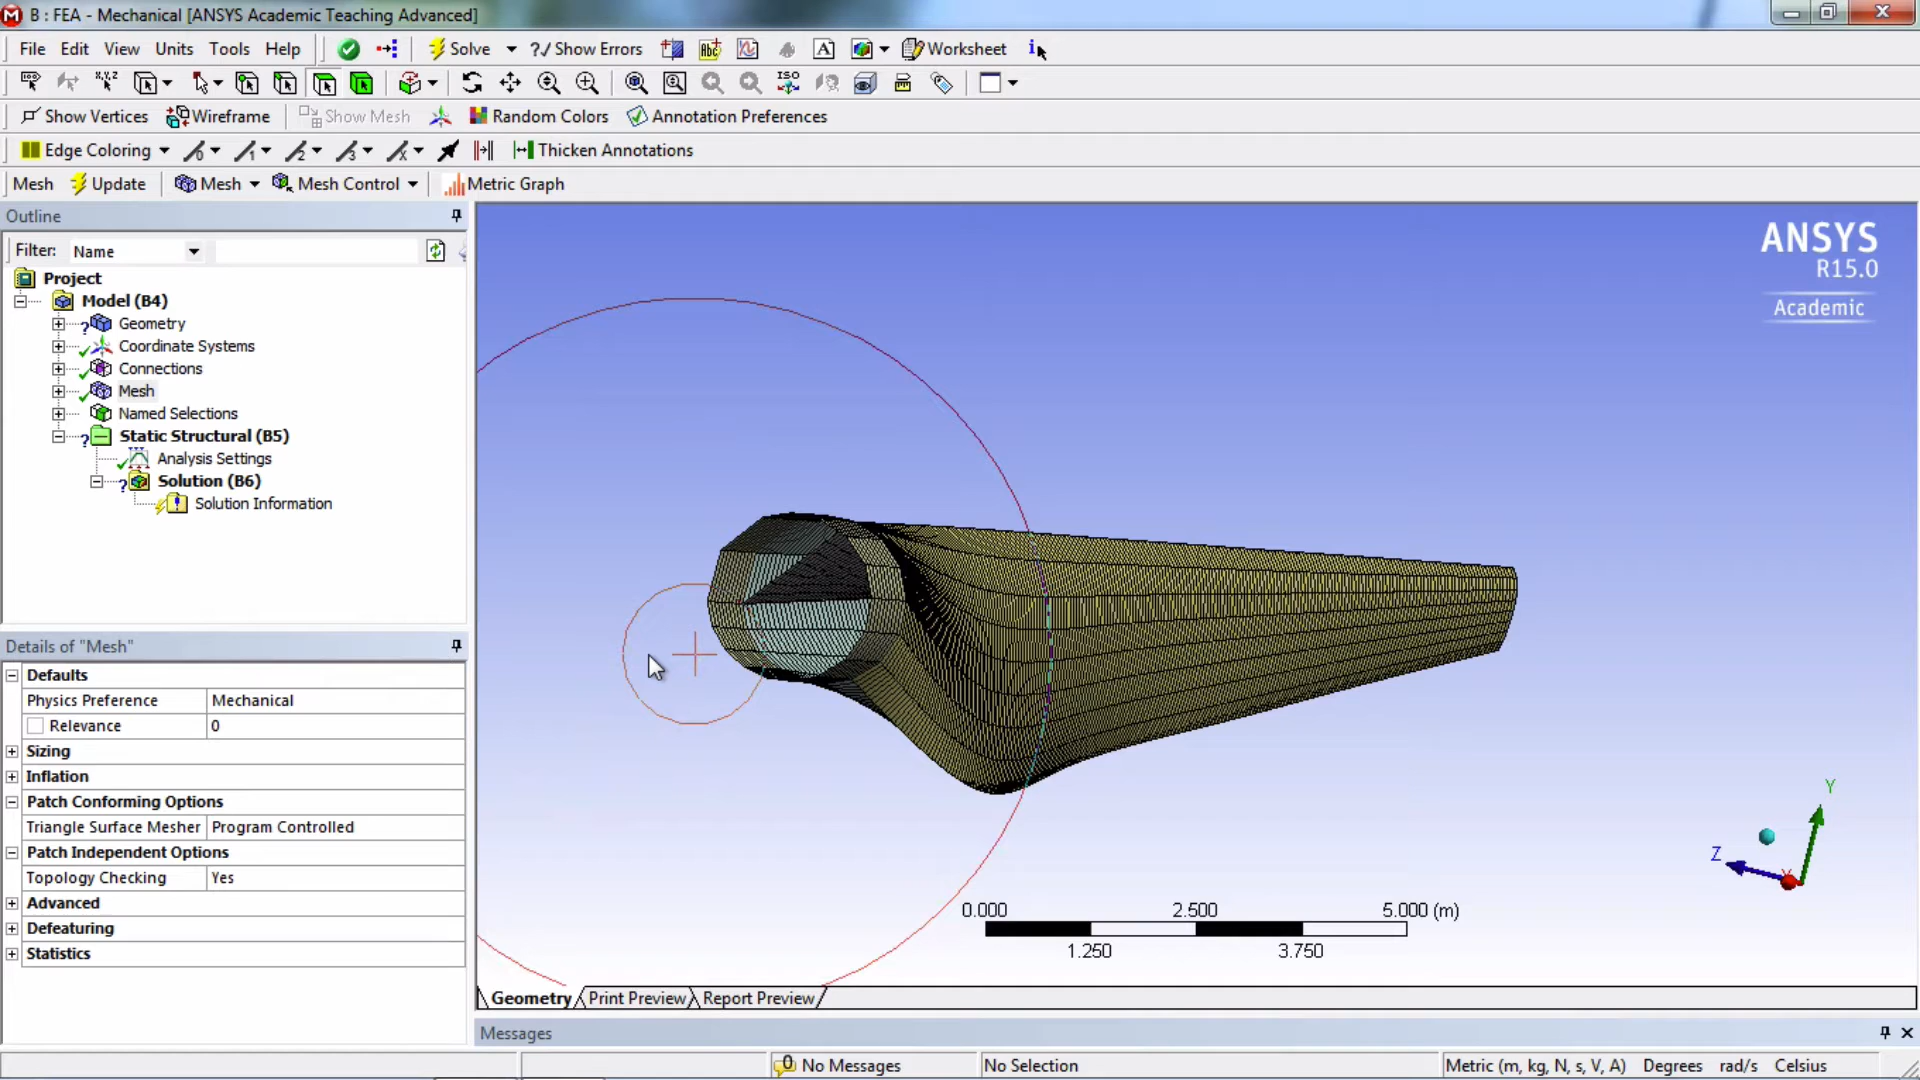 B : FEA - Mechanical [ANSYS Academic Teaching Advanced]
File Edit View Units Tools Help Solve ?/ Show Errors Worksheet
ISO
Show Vertices Wireframe Show Mesh Random Colors Annotation Preferences
Edge Coloring Thicken Annotations
Mesh Update Mesh Mesh Control Metric Graph
Outline
Filter: Name
Project
Model (B4)
Geometry
Coordinate Systems
Connections
Mesh
Named Selections
Static Structural (B5)
Analysis Settings
Solution (B6)
Solution Information
Details of "Mesh"
Defaults
Physics Preference Mechanical
Relevance 0
Sizing
Inflation
Patch Conforming Options
Triangle Surface Mesher Program Controlled
Patch Independent Options
Topology Checking Yes
Advanced
Defeaturing
Statistics
ANSYS
R15.0
Academic
Y
Z
X
0.000 2.500 5.000 (m)
1.250 3.750
Geometry Print Preview Report Preview
Messages
No Messages No Selection Metric (m, kg, N, s, V, A) Degrees rad/s Celsius